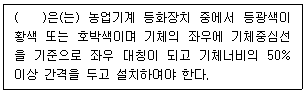 (    )은(는) 농업기계 등화장치 중에서 등광색이
황색 또는 호박색이며 기체의 좌우에 기체중심선
을 기준으로 좌우 대칭이 되고 기체너비의 50%
이상 간격을 두고 설치하여야 한다.